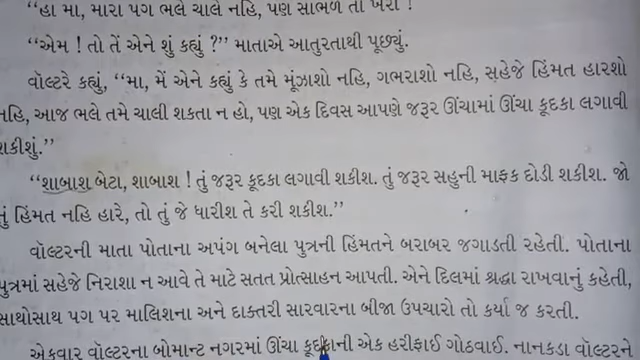 “હા મા, મારા પગ ભલે ચાલે નહિ, પણ સાંભળ તો ખરી !
“એમ ! તો તેં એને શું કહ્યું ?” માતાએ આતુરતાથી પૂછ્યું.
વૉલ્ટરે કહ્યું, “મા, મેં એને કહ્યું કે તમે મૂંઝાશો નહિ, ગભરાશો નહિ, સહેજે હિંમત હારશો
નહિ, આજ ભલે તમે ચાલી શકતા ન હો, પણ એક દિવસ આપણે જરૂર ઊંચામાં ઊંચા કૂદકા લગાવી
શકીશું.”
“શાબાશ બેટા, શાબાશ ! તું જરૂર કૂદકા લગાવી શકીશ. તું જરૂર સહુની માફક દોડી શકીશ. જો
તું હિંમત નહિ હારે, તો તું જે ધારીશ તે કરી શકીશ.”
વૉલ્ટરની માતા પોતાના અપંગ બનેલા પુત્રની હિંમતને બરાબર જગાડતી રહેતી. પોતાના
પુત્રમાં સહેજે નિરાશા ન આવે તે માટે સતત પ્રોત્સાહન આપતી. એને દિલમાં શ્રદ્ધા રાખવાનું કહેતી,
સાથોસાથ પગ પર માલિશના અને દાક્તરી સારવારના બીજા ઉપચારો તો કર્યા જ કરતી.
એકવાર વૉલ્ટરના બોમાન્ટ નગરમાં ઊંચા કૂદકાની એક હરીફાઈ ગોઠવાઈ. નાનકડા વૉલ્ટરને